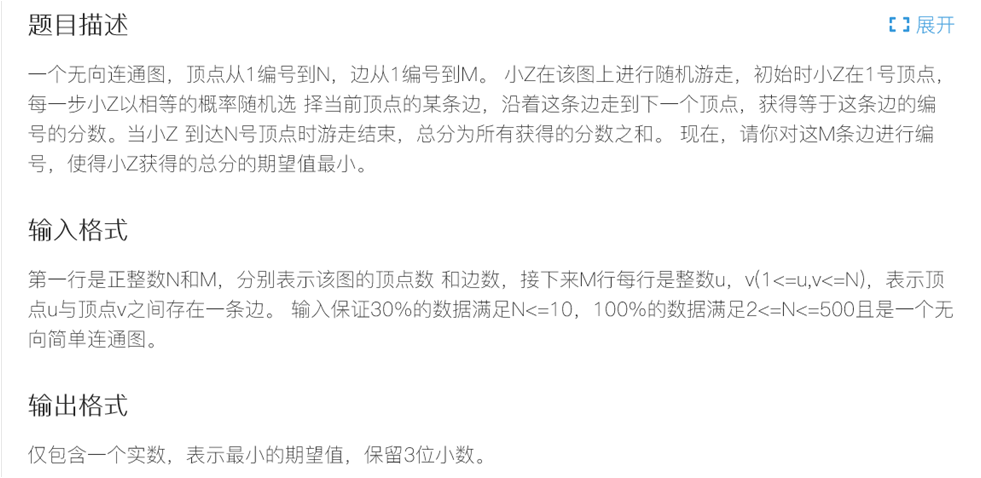 题目描述
展开
一个无向连通图，顶点从1编号到N，边从1编号到M。 小Z在该图上进行随机游走，初始时小Z在1号顶点，
每一步小Z以相等的概率随机选 择当前顶点的某条边，沿着这条边走到下一个顶点，获得等于这条边的编
号的分数。当小Z 到达N号顶点时游走结束，总分为所有获得的分数之和。 现在，请你对这M条边进行编
号，使得小Z获得的总分的期望值最小。
输入格式
第一行是正整数N和M，分别表示该图的顶点数 和边数，接下来M行每行是整数u，v(1<=u,v<=N)，表示顶
点u与顶点v之间存在一条边。 输入保证30%的数据满足N<=10，100%的数据满足2<=N<=500且是一个无
向简单连通图。
输出格式
仅包含一个实数，表示最小的期望值，保留3位小数。